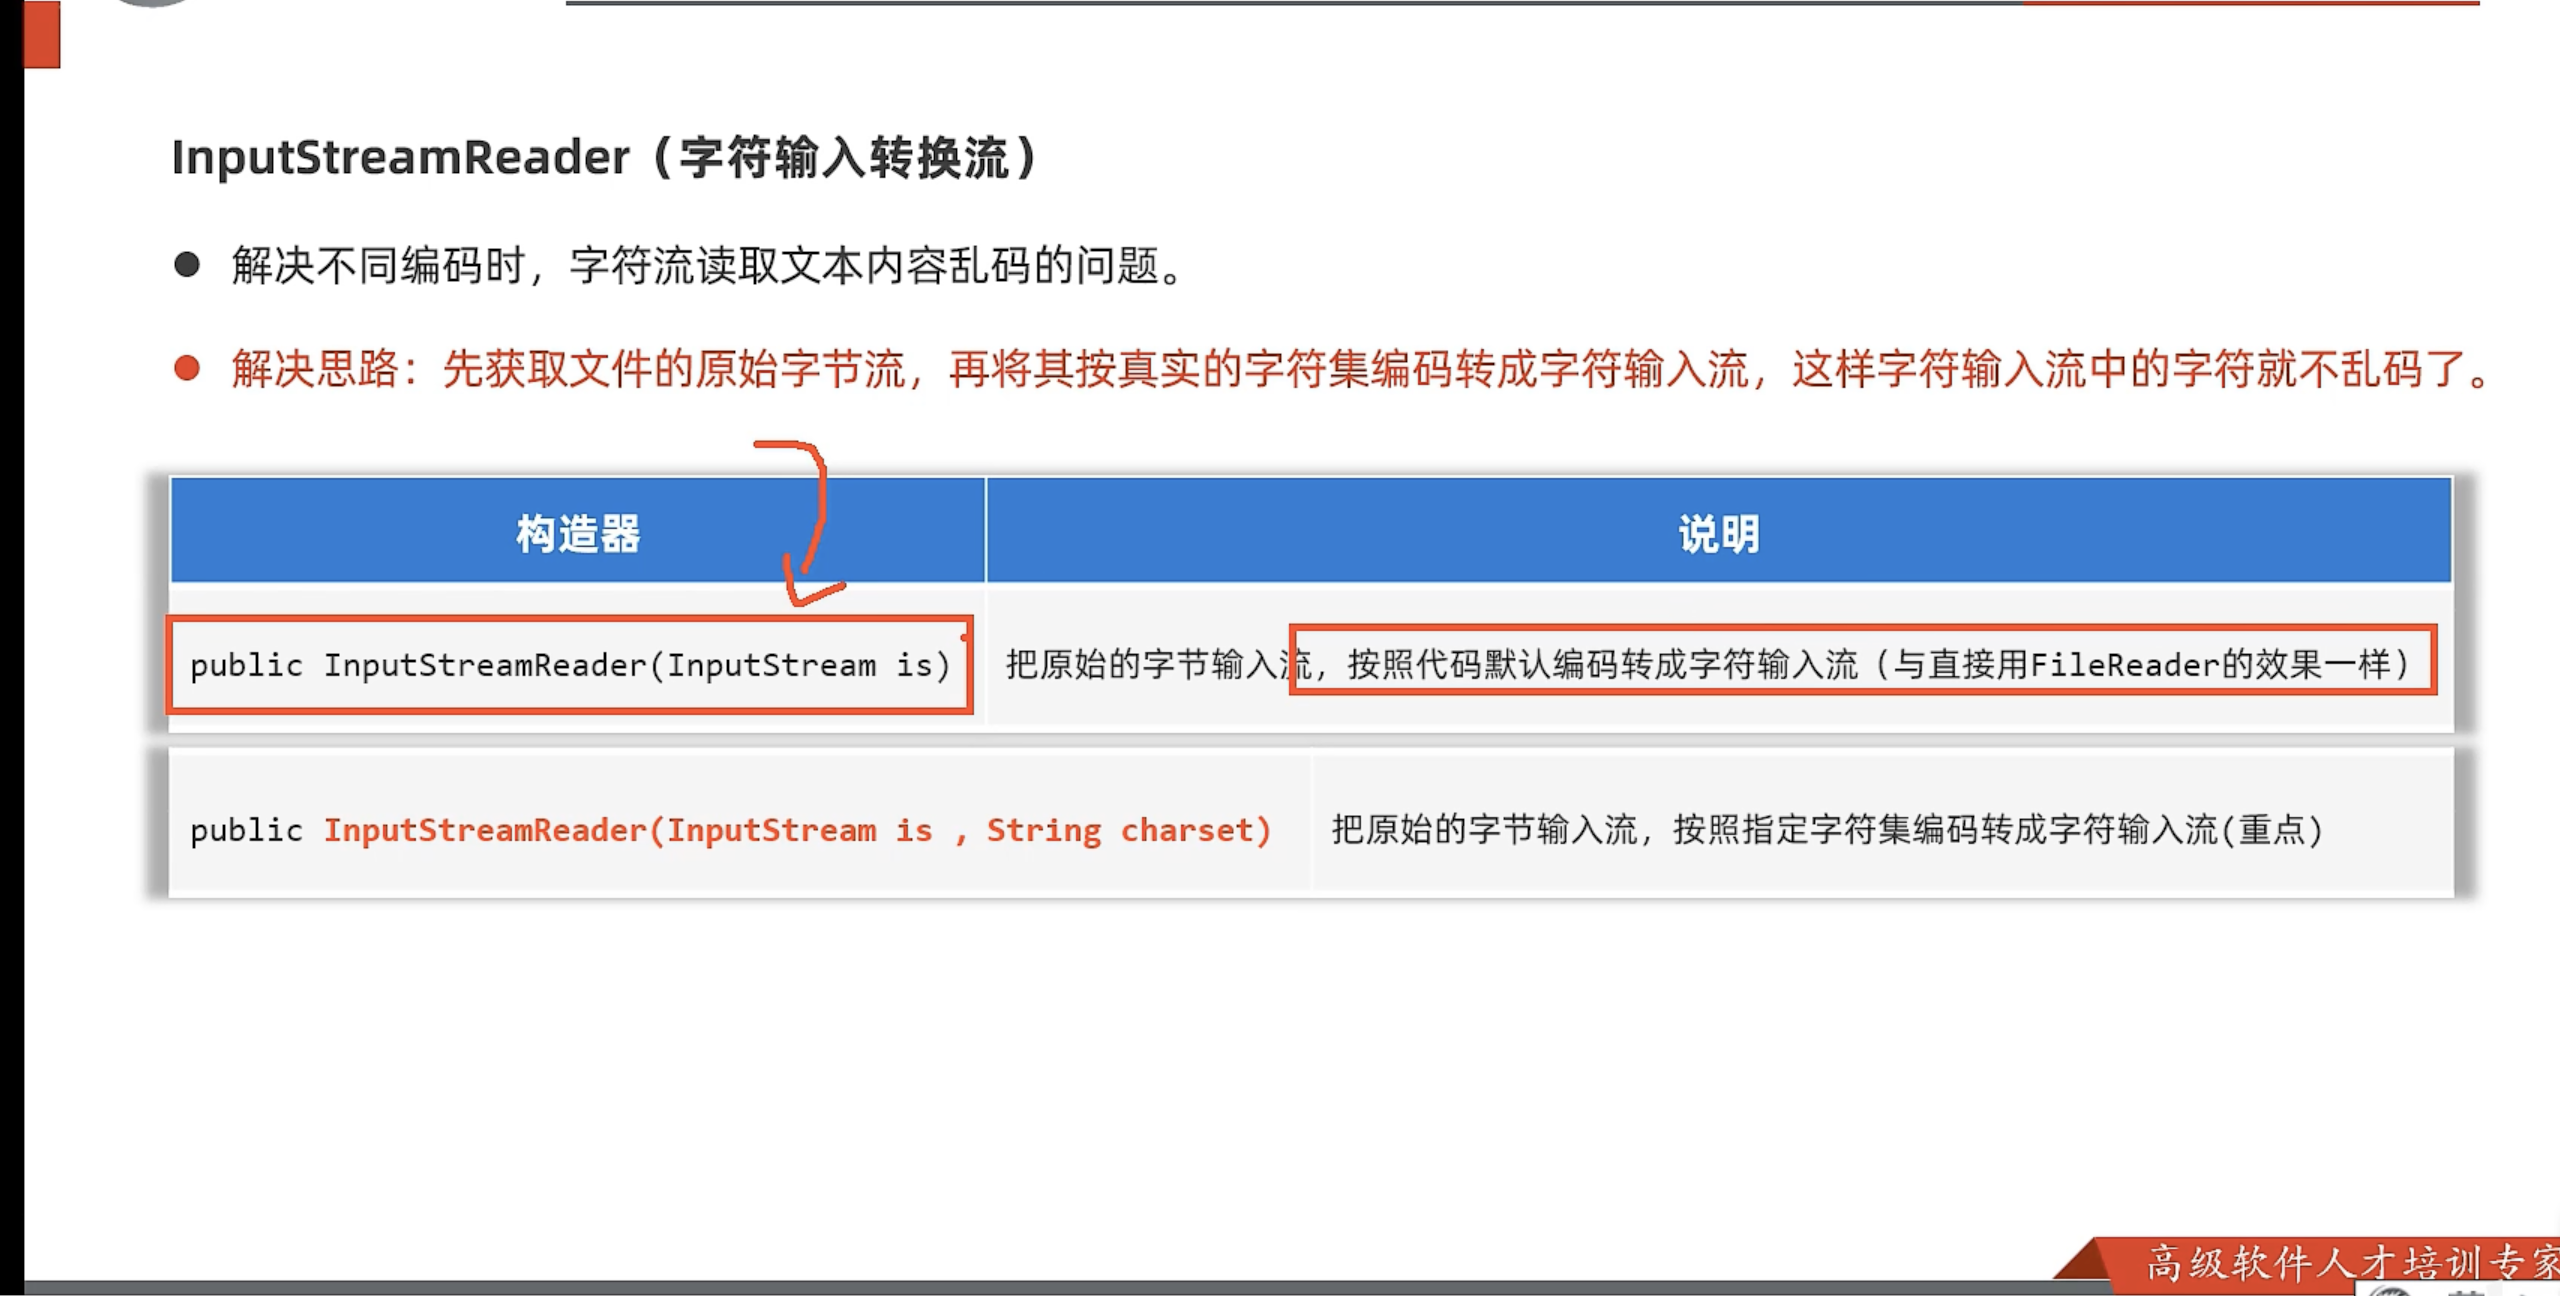 InputStreamReader（字符输入转换流）
解决不同编码时，字符流读取文本内容乱码的问题。
解决思路：先获取文件的原始字节流，再将其按真实的字符集编码转成字符输入流，这样字符输入流中的字符就不乱码了。
构造器 说明
public InputStreamReader(InputStream is) 把原始的字节输入流，按照代码默认编码转成字符输入流（与直接用FileReader的效果一样）
public InputStreamReader(InputStream is , String charset) 把原始的字节输入流，按照指定字符集编码转成字符输入流(重点)
高级软件人才培训专家